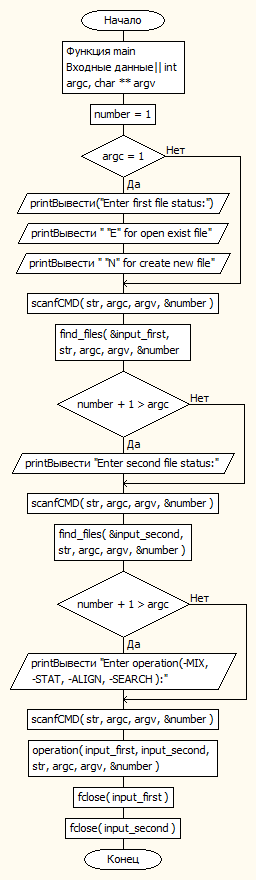 Начало
Функция main
Входные данные|| int
argc, char ** argv
number = 1
argc = 1
Нет
Да
printВывести("Enter first file status:")
printВывести " "E" for open exist file"
printВывести " "N" for create new file"
scanfCMD( str, argc, argv, &number )
find_files( &input_first,
str, argc, argv, &number
number + 1 > argc
Нет
Да
printВывести "Enter second file status:"
scanfCMD( str, argc, argv, &number )
find_files( &input_second,
str, argc, argv, &number )
number + 1 > argc
Нет
Да
printВывести "Enter operation(-MIX,
-STAT, -ALIGN, -SEARCH ):"
scanfCMD( str, argc, argv, &number )
operation( input_first, input_second,
str, argc, argv, &number )
fclose( input_first )
fclose( input_second )
Конец